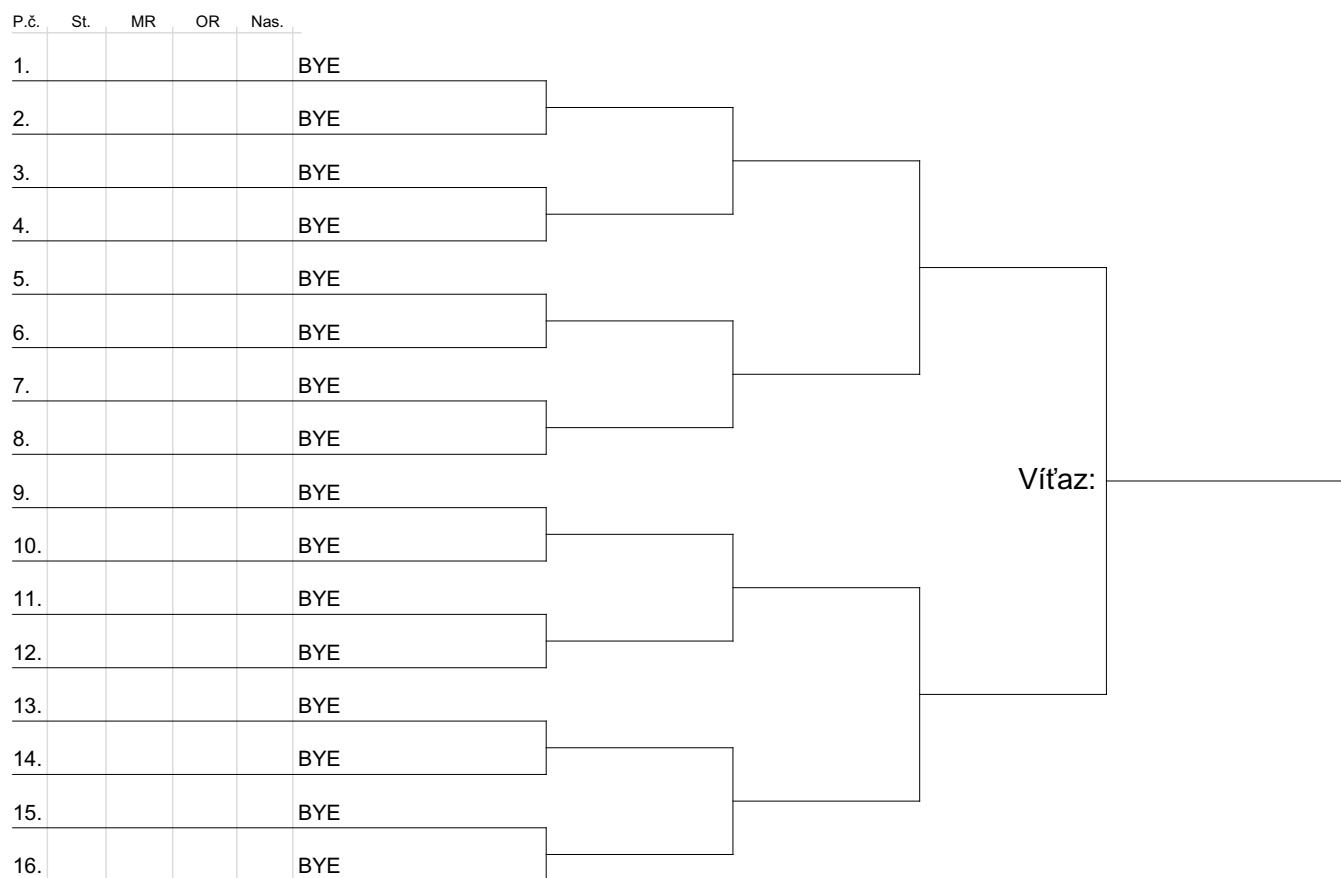 P.č. St. MR OR Nas.
1. BYE
2. BYE
3. BYE
4. BYE
5. BYE
6. BYE
7. BYE
8. BYE
Víťaz:
9. BYE
10. BYE
11. BYE
12. BYE
13. BYE
14. BYE
15. BYE
16. BYE